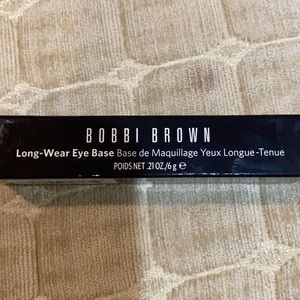 BOBBI BROWN
Long-Wear Eye Base Base de Maquillage Yeux Longue-Tenue
POIDS NET .21 OZ./6 g ℮